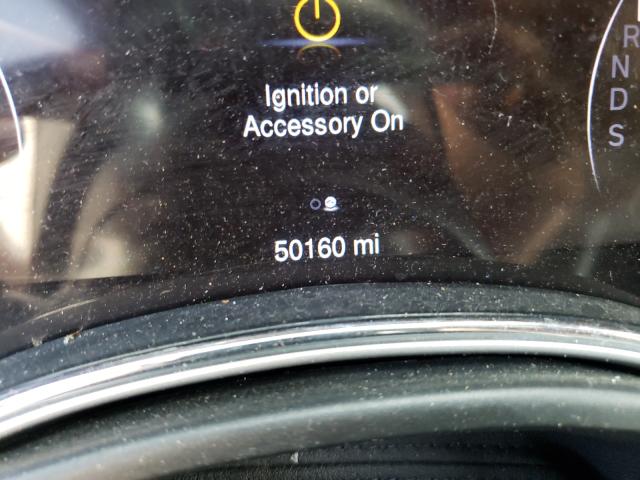 Ignition or
Accessory On
50160 mi
R
N
D
S